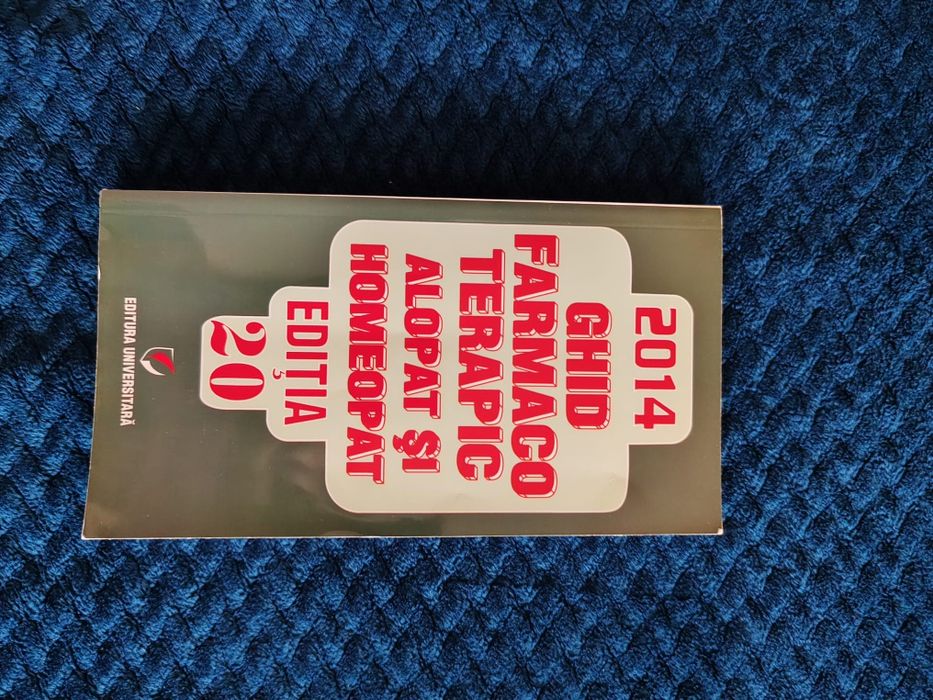 2014
GHID
FARMACO
TERAPIC
ALOPAT ŞI
HOMEOPAT
EDIŢIA
20
EDITURA UNIVERSITARĂ